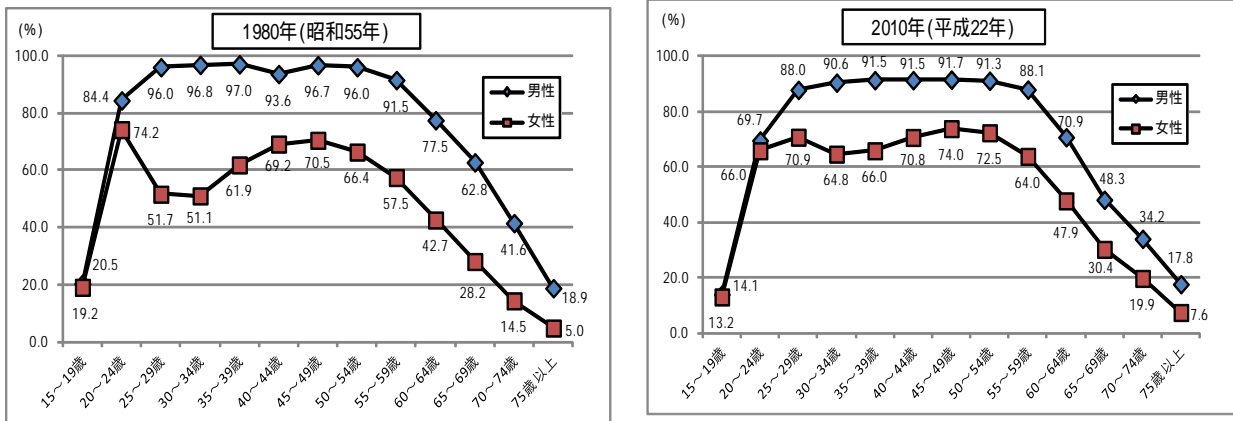 (%)
1980年(昭和55年)
100.0
80.0
60.0
40.0
20.0
0.0
男性
女性
84.4
96.0
96.8
97.0
93.6
96.7
96.0
91.5
77.5
62.8
41.6
18.9
20.5
74.2
51.7
51.1
61.9
69.2
70.5
66.4
57.5
42.7
28.2
14.5
5.0
19.2
15~19歳
20~24歳
25~29歳
30~34歳
35~39歳
40~44歳
45~49歳
50~54歳
55~59歳
60~64歳
65~69歳
70~74歳
75歳以上
(%)
2010年(平成22年)
100.0
80.0
60.0
40.0
20.0
0.0
男性
女性
69.7
88.0
90.6
91.5
91.5
91.7
91.3
88.1
70.9
48.3
34.2
17.8
14.1
66.0
70.9
64.8
66.0
70.8
74.0
72.5
64.0
47.9
30.4
19.9
7.6
13.2
15~19歳
20~24歳
25~29歳
30~34歳
35~39歳
40~44歳
45~49歳
50~54歳
55~59歳
60~64歳
65~69歳
70~74歳
75歳以上